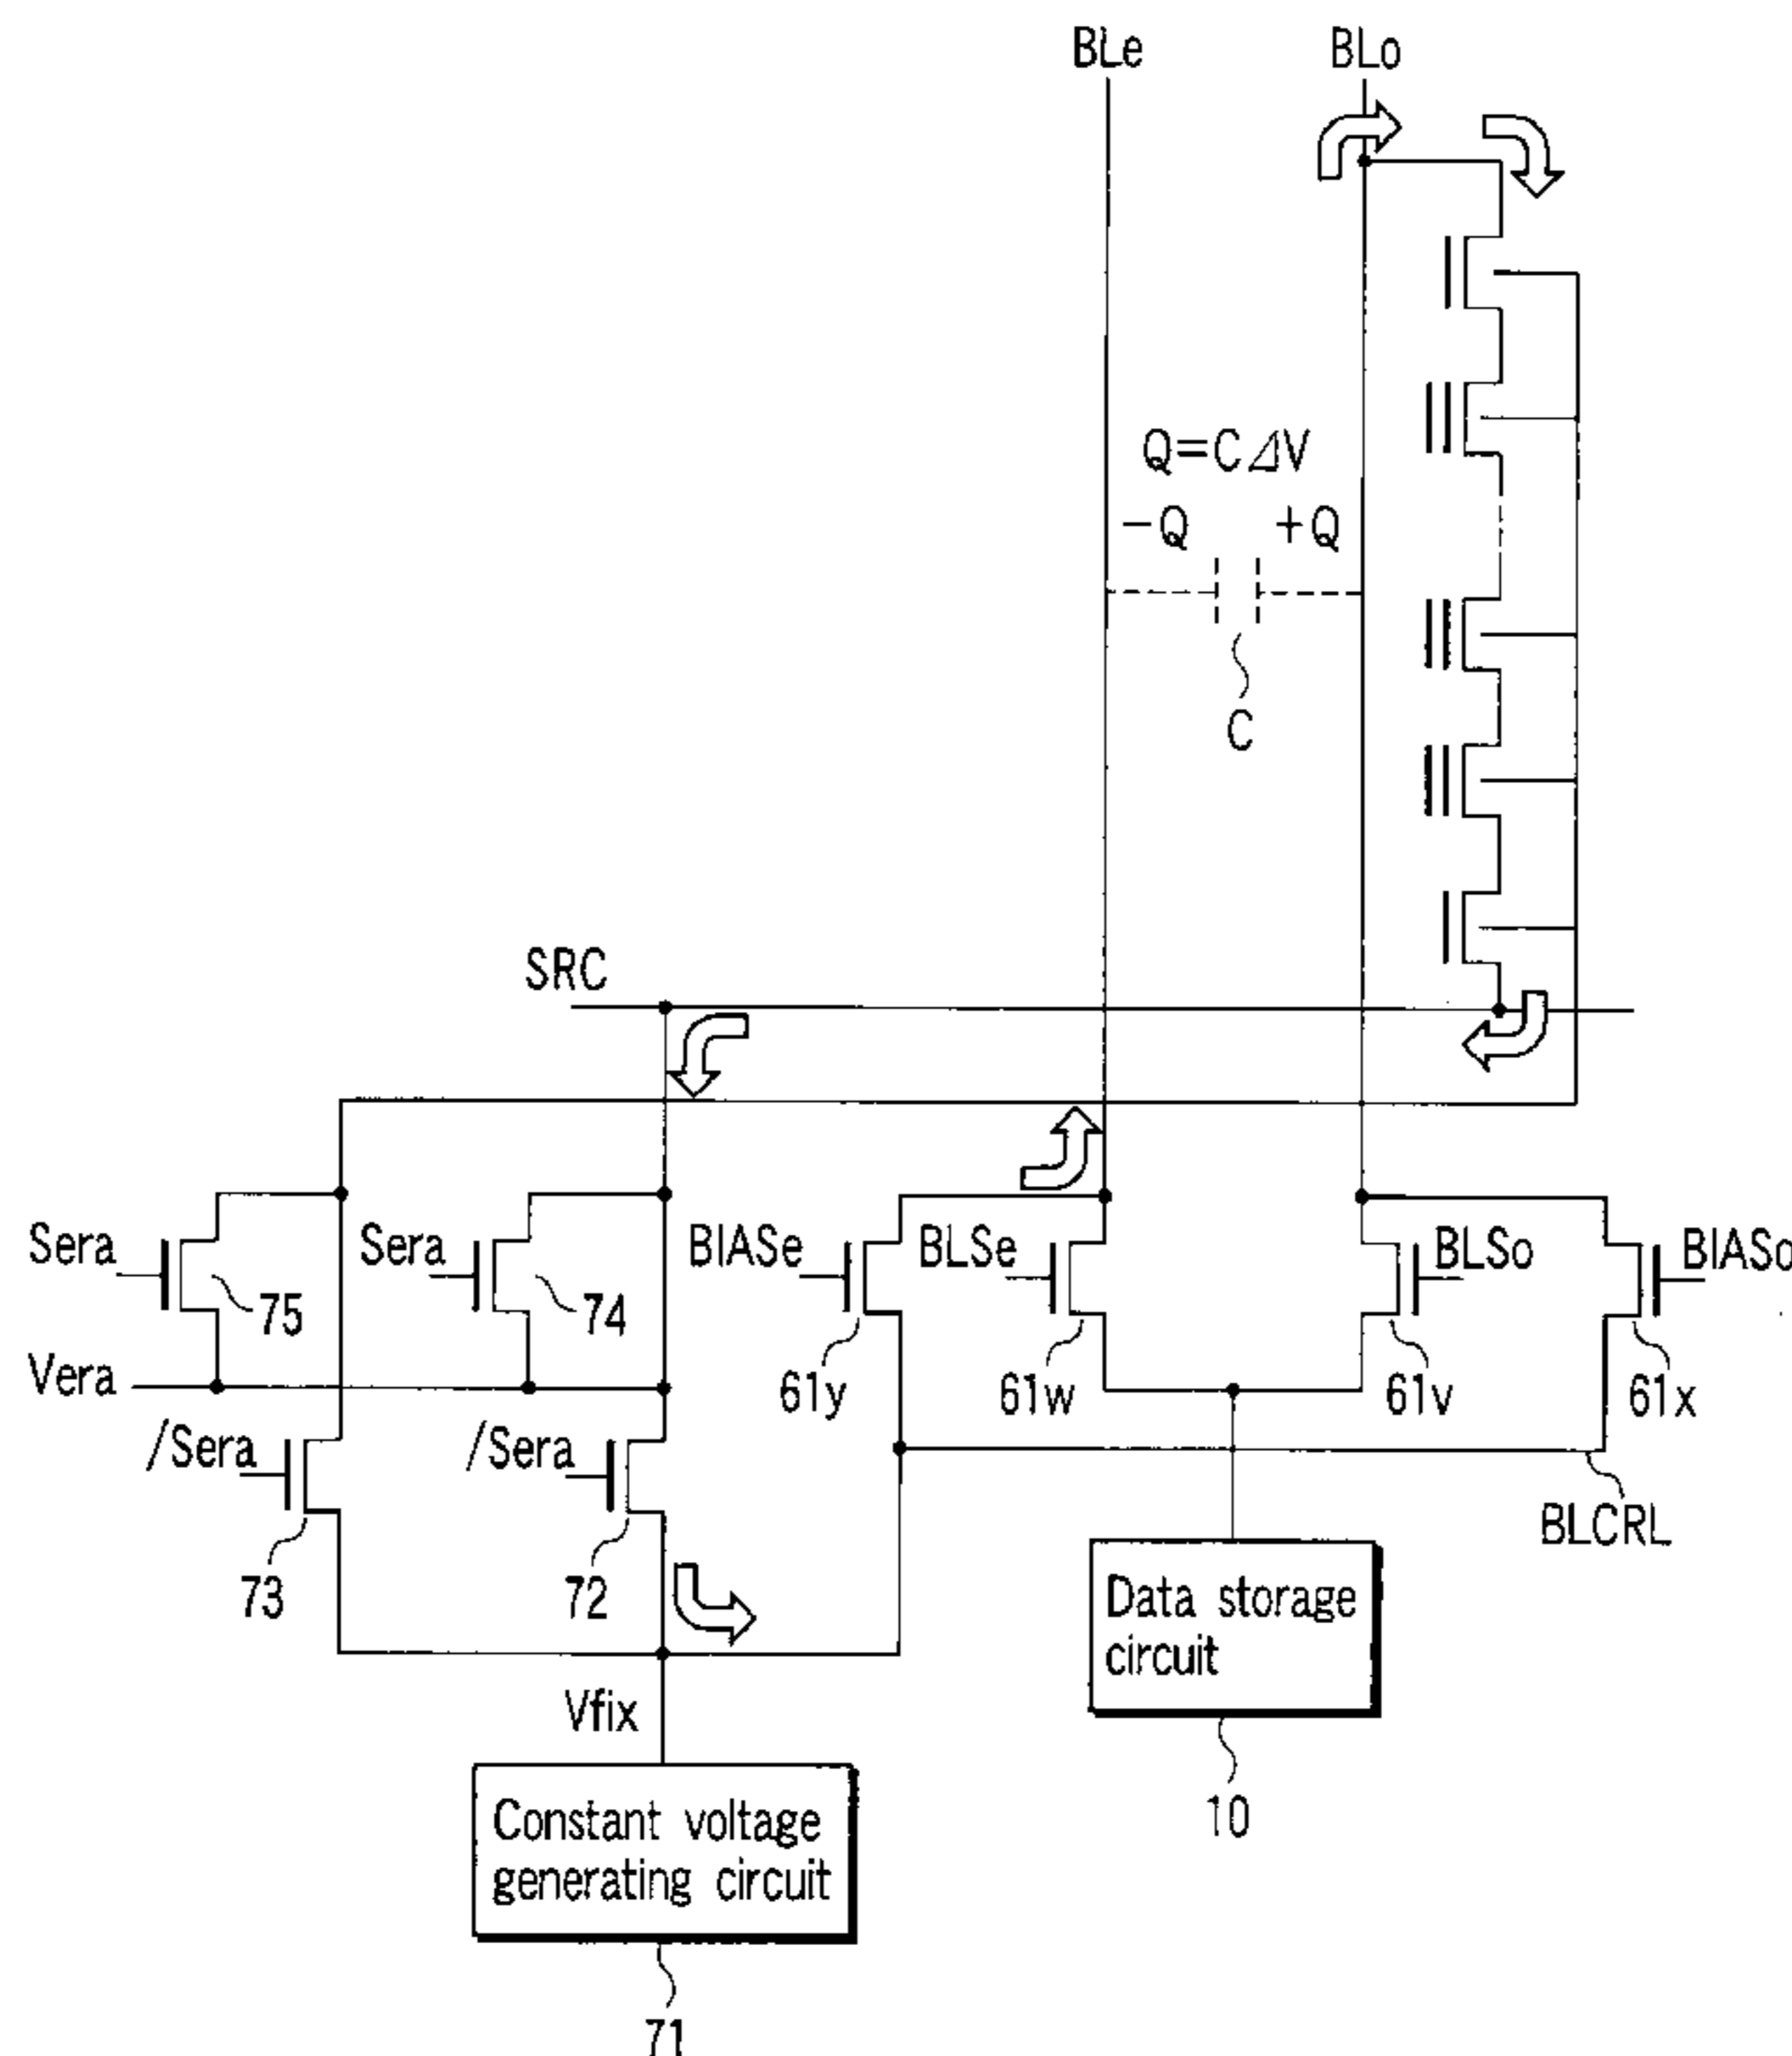 BLe
BLo
Q=CΔV
-Q
+Q
C
SRC
Sera
Sera
BIASe
BLSe
BLSo
BIASo
75
74
Vera
61y
61w
61v
61x
/Sera
/Sera
BLCRL
73
72
Data storage
circuit
Vfix
10
Constant voltage
generating circuit
71